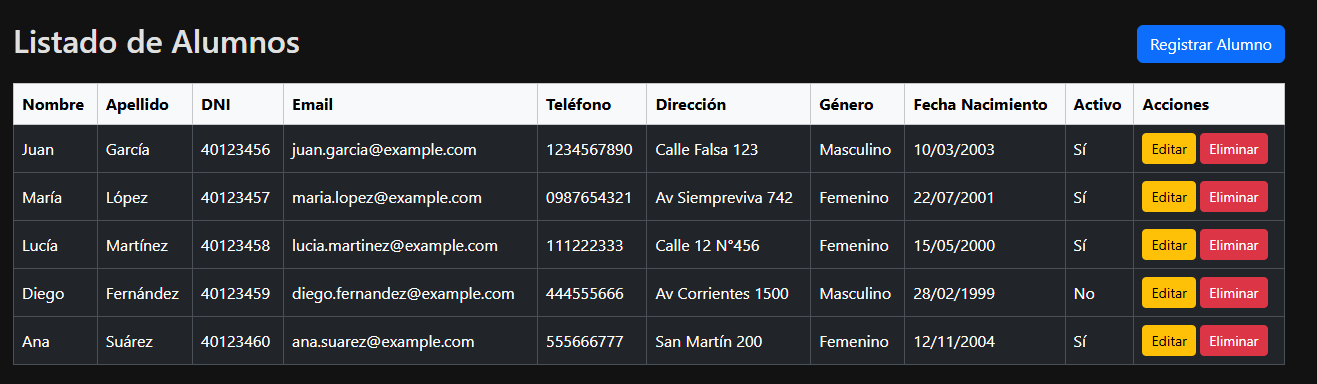 Listado de Alumnos
Registrar Alumno
Nombre Apellido DNI Email Teléfono Dirección Género Fecha Nacimiento Activo Acciones
Juan García 40123456 juan.garcia@example.com 1234567890 Calle Falsa 123 Masculino 10/03/2003 Sí Editar Eliminar
María López 40123457 maria.lopez@example.com 0987654321 Av Siempreviva 742 Femenino 22/07/2001 Sí Editar Eliminar
Lucía Martínez 40123458 lucia.martinez@example.com 111222333 Calle 12 N°456 Femenino 15/05/2000 Sí Editar Eliminar
Diego Fernández 40123459 diego.fernandez@example.com 444555666 Av Corrientes 1500 Masculino 28/02/1999 No Editar Eliminar
Ana Suárez 40123460 ana.suarez@example.com 555666777 San Martín 200 Femenino 12/11/2004 Sí Editar Eliminar